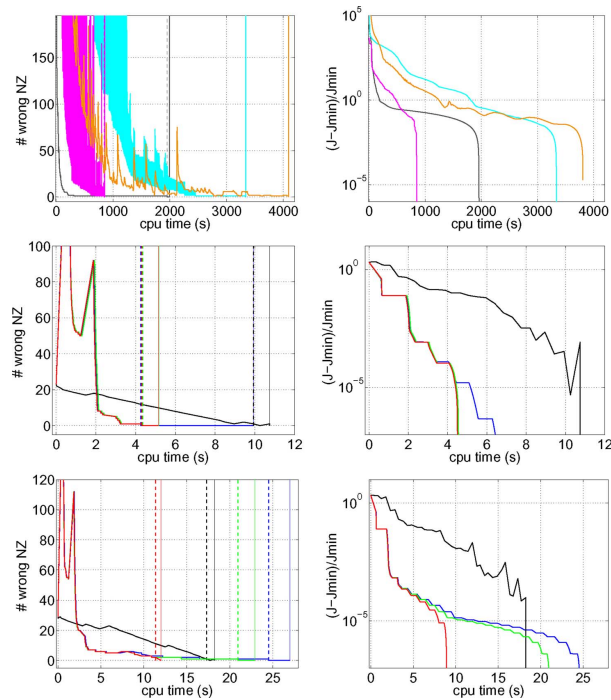 # wrong NZ
150
100
50
0
0 1000 2000 3000 4000
cpu time (s)
(J-Jmin)/Jmin
10^5
10^0
10^-5
0 1000 2000 3000 4000
cpu time (s)
# wrong NZ
100
80
60
40
20
0
0 2 4 6 8 10 12
cpu time (s)
(J-Jmin)/Jmin
10^0
10^-5
0 2 4 6 8 10 12
cpu time (s)
# wrong NZ
120
100
80
60
40
20
0
0 5 10 15 20 25
cpu time (s)
(J-Jmin)/Jmin
10^0
10^-5
0 5 10 15 20 25
cpu time (s)